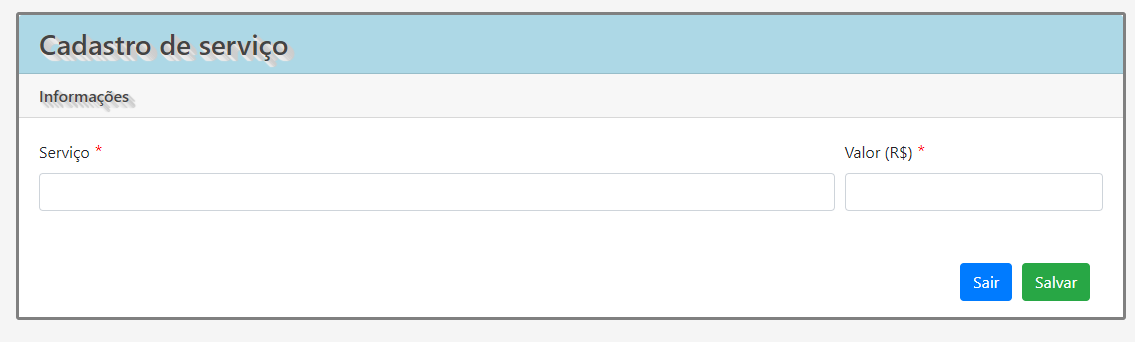 Cadastro de serviço
Informações
Serviço * Valor (R$) *
Sair Salvar